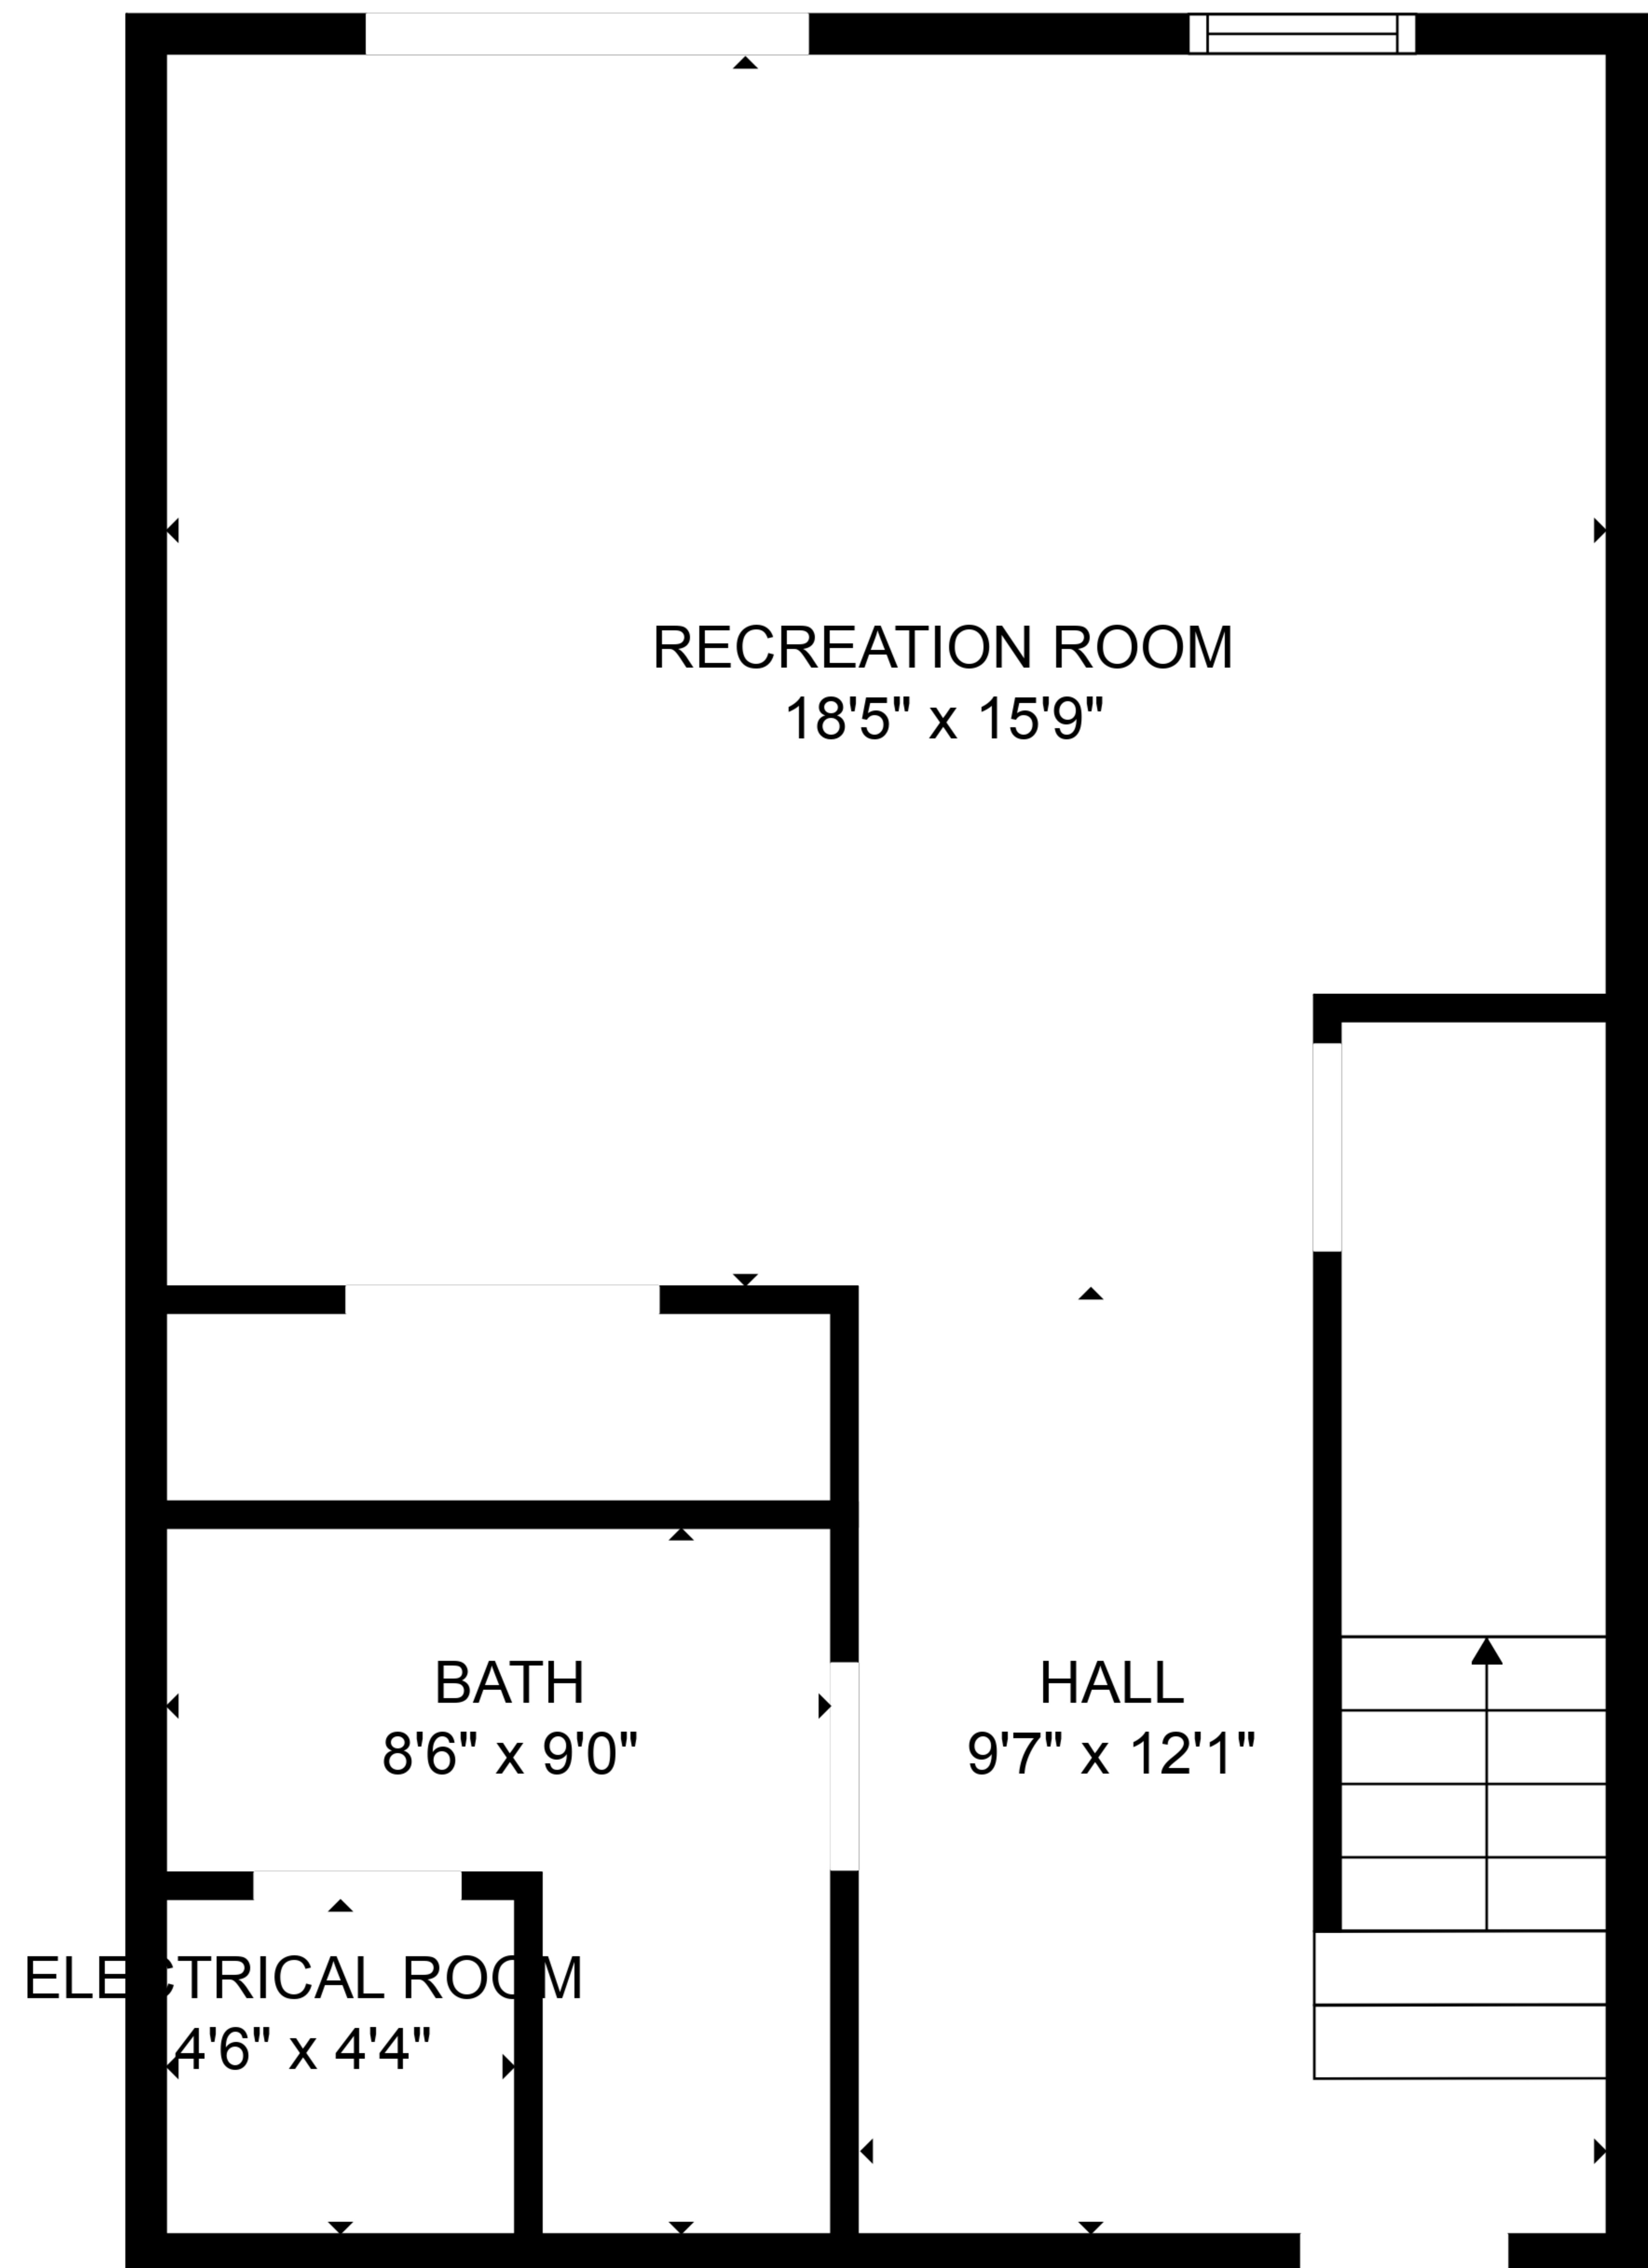 RECREATION ROOM
18'5" x 15'9"
BATH
8'6" x 9'0"
HALL
9'7" x 12'1"
ELECTRICAL ROOM
4'6" x 4'4"